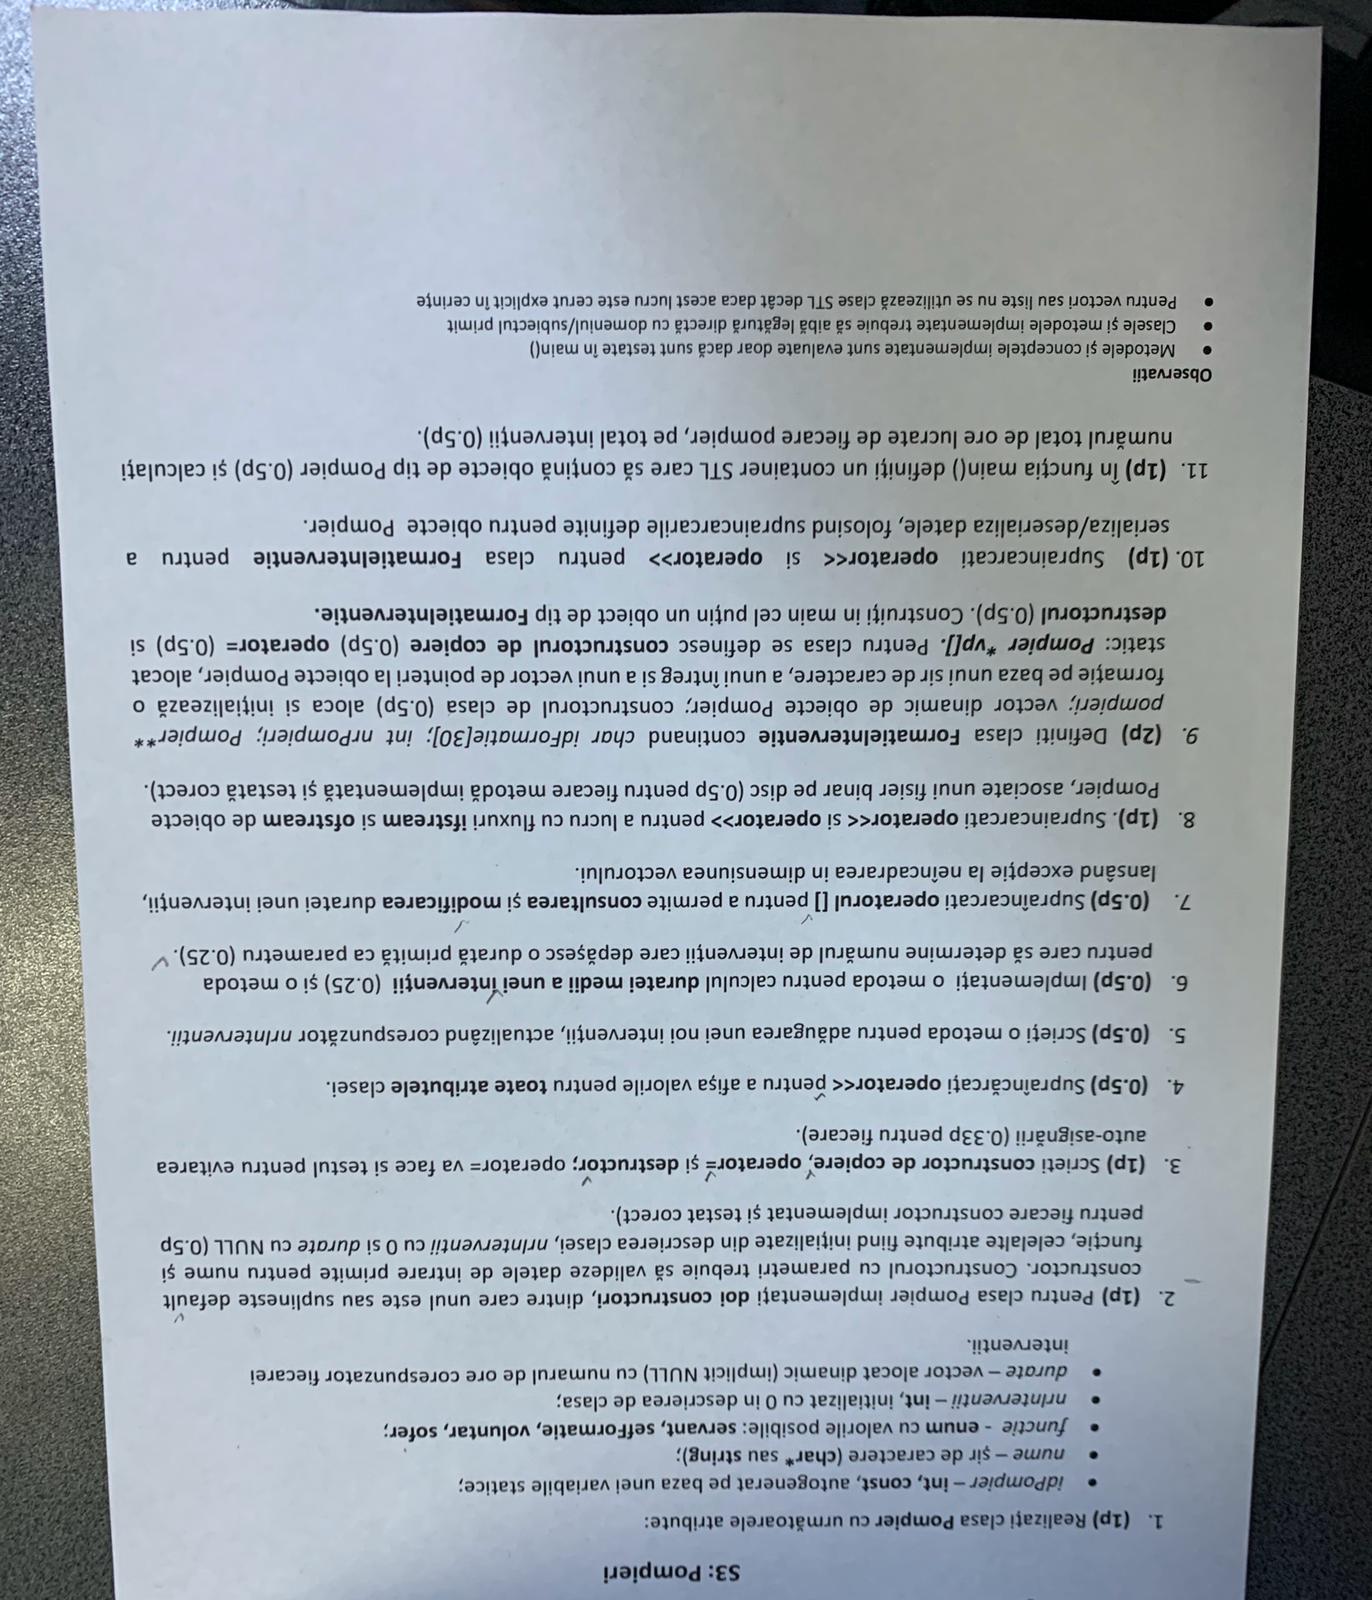 S3: Pompieri
1. (1p) Realizați clasa Pompier cu următoarele atribute:
• idPompier – int, const, autogenerat pe baza unei variabile statice;
• nume – șir de caractere (char* sau string);
• functie - enum cu valorile posibile: servant, sefFormatie, voluntar, sofer;
• nrInterventii – int, initializat cu 0 in descrierea de clasa;
• durate – vector alocat dinamic (implicit NULL) cu numarul de ore corespunzator fiecarei
interventii.
2. (1p) Pentru clasa Pompier implementați doi constructori, dintre care unul este sau suplineste default
constructor. Constructorul cu parametri trebuie să valideze datele de intrare primite pentru nume și
funcție, celelalte atribute fiind inițializate din descrierea clasei, nrInterventii cu 0 si durate cu NULL (0.5p
pentru fiecare constructor implementat și testat corect).
3. (1p) Scrieti constructor de copiere, operator= și destructor; operator= va face si testul pentru evitarea
auto-asignării (0.33p pentru fiecare).
4. (0.5p) Supraîncărcați operator<< pentru a afișa valorile pentru toate atributele clasei.
5. (0.5p) Scrieți o metoda pentru adăugarea unei noi intervenții, actualizând corespunzător nrInterventii.
6. (0.5p) Implementați o metoda pentru calculul duratei medii a unei intervenții (0.25) și o metoda
pentru care să determine numărul de intervenții care depășesc o durată primită ca parametru (0.25).
7. (0.5p) Supraîncarcati operatorul [] pentru a permite consultarea și modificarea duratei unei intervenții,
lansând excepție la neîncadrarea in dimensiunea vectorului.
8. (1p). Supraincarcati operator<< si operator>> pentru a lucru cu fluxuri ifstream si ofstream de obiecte
Pompier, asociate unui fisier binar pe disc (0.5p pentru fiecare metodă implementată și testată corect).
9. (2p) Definiti clasa FormatieInterventie continand char idFormatie[30]; int nrPompieri; Pompier**
pompieri; vector dinamic de obiecte Pompier; constructorul de clasa (0.5p) aloca si inițializează o
formație pe baza unui sir de caractere, a unui întreg si a unui vector de pointeri la obiecte Pompier, alocat
static: Pompier *vp[]. Pentru clasa se definesc constructorul de copiere (0.5p) operator= (0.5p) si
destructorul (0.5p). Construiți in main cel puțin un obiect de tip FormatieInterventie.
10. (1p) Supraincarcati operator<< si operator>> pentru clasa FormatieInterventie pentru a
serializa/deserializa datele, folosind supraincarcarile definite pentru obiecte Pompier.
11. (1p) În funcția main() definiți un container STL care să conțină obiecte de tip Pompier (0.5p) și calculați
numărul total de ore lucrate de fiecare pompier, pe total intervenții (0.5p).
Observatii
• Metodele și conceptele implementate sunt evaluate doar dacă sunt testate în main()
• Clasele și metodele implementate trebuie să aibă legătură directă cu domeniul/subiectul primit
• Pentru vectori sau liste nu se utilizează clase STL decât daca acest lucru este cerut explicit în cerințe